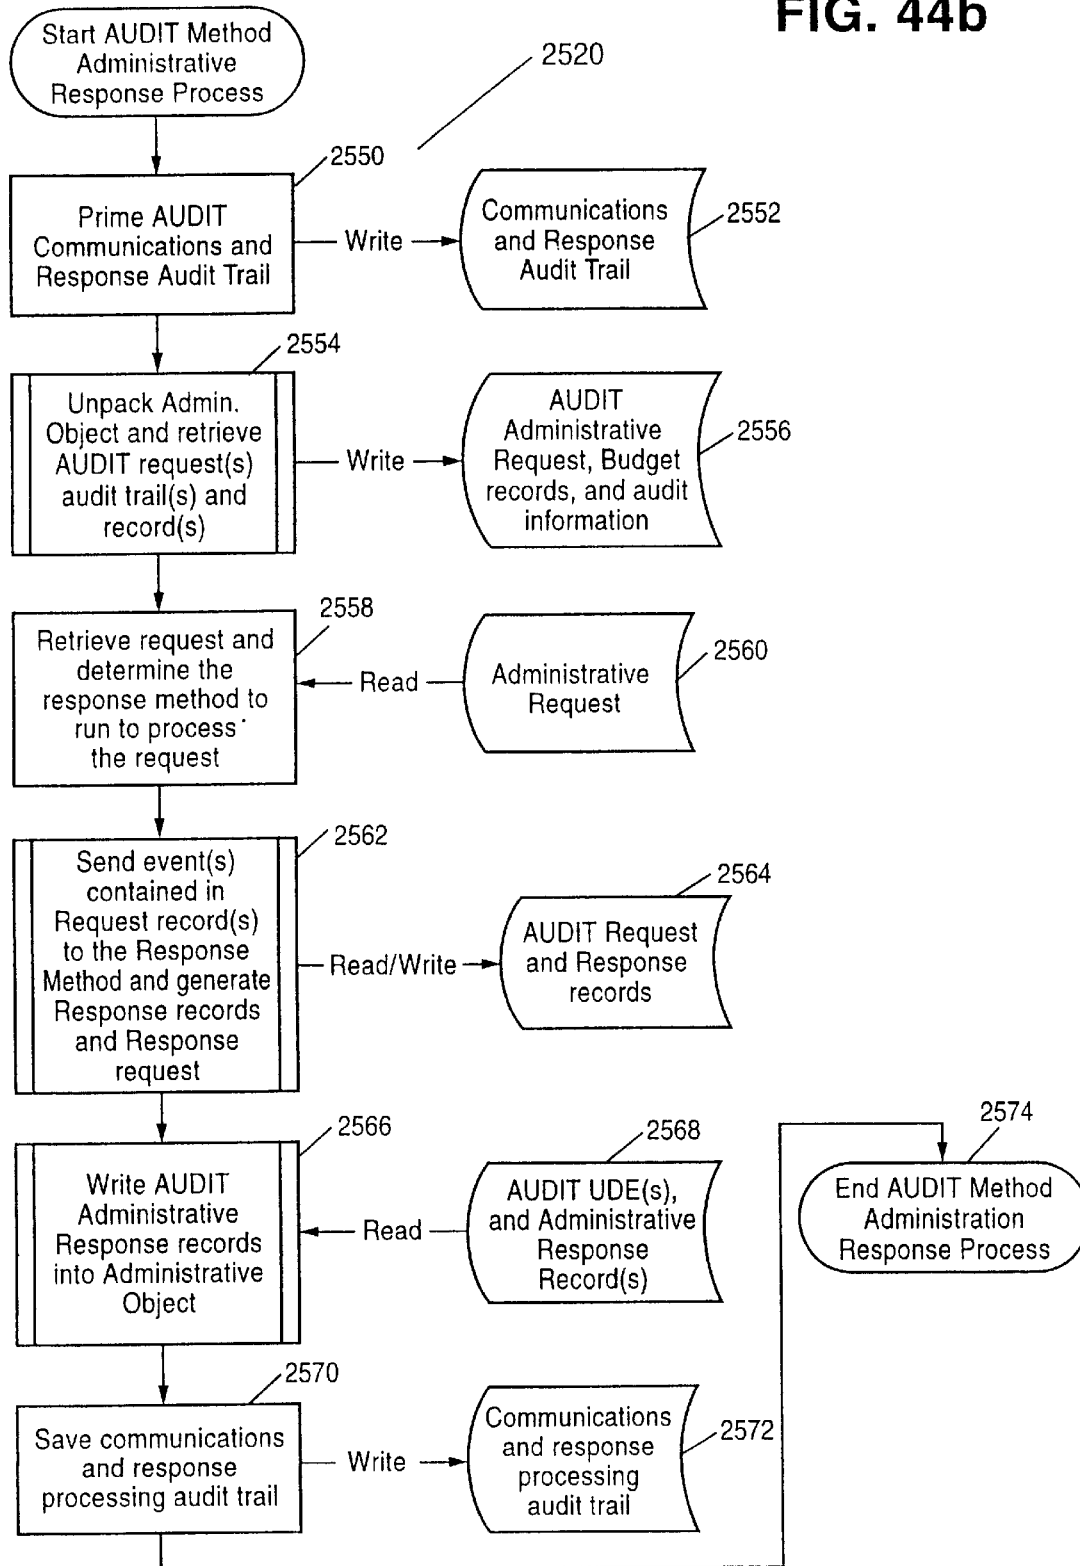 FIG. 44b
Start AUDIT Method
Administrative
Response Process
2520
2550
Prime AUDIT
Communications and
Response Audit Trail
Write
Communications
and Response
Audit Trail
2552
2554
Unpack Admin.
Object and retrieve
AUDIT request(s)
audit trail(s) and
record(s)
Write
AUDIT
Administrative
Request, Budget
records, and audit
information
2556
2558
Retrieve request and
determine the
response method to
run to process
the request
Read
Administrative
Request
2560
2562
Send event(s)
contained in
Request record(s)
to the Response
Method and generate
Response records
and Response
request
Read/Write
2564
AUDIT Request
and Response
records
2566
Write AUDIT
Administrative
Response records
into Administrative
Object
Read
2568
AUDIT UDE(s),
and Administrative
Response
Record(s)
2574
End AUDIT Method
Administration
Response Process
2570
Save communications
and response
processing audit trail
Write
Communications
and response
processing
audit trail
2572